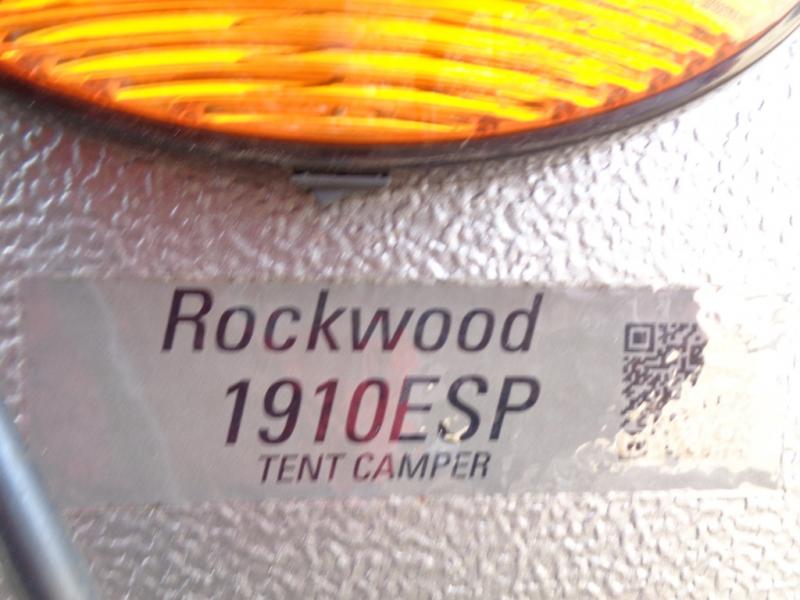 Rockwood
1910ESP
TENT CAMPER